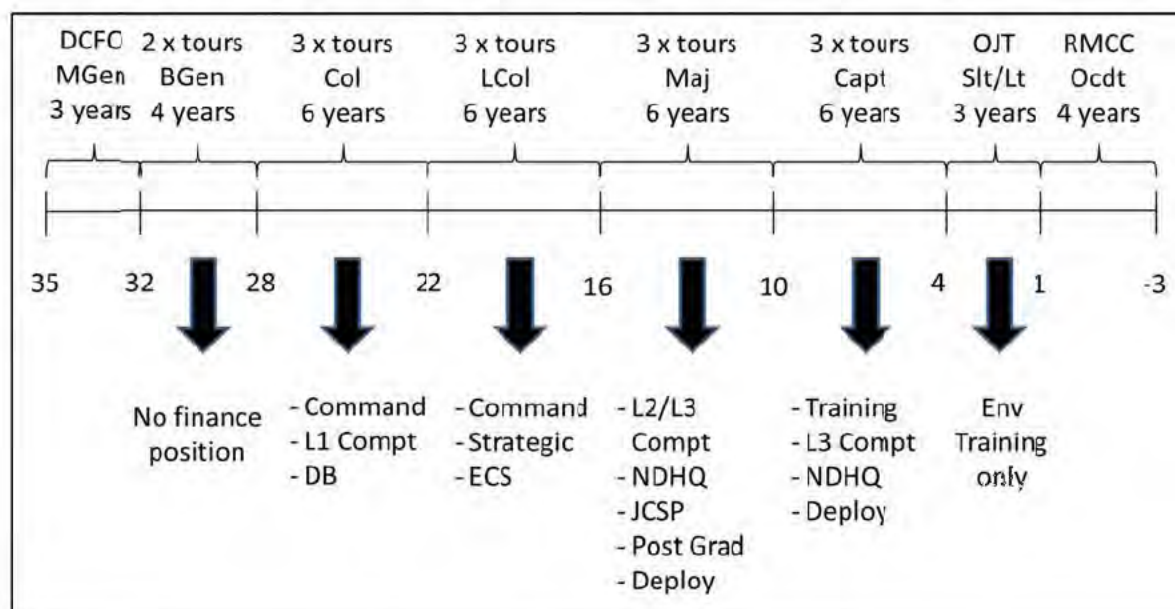 DCFO
MGen
3 years
2 x tours
BGen
4 years
3 x tours
Col
6 years
3 x tours
LCol
6 years
3 x tours
Maj
6 years
3 x tours
Capt
6 years
OJT
Slt/Lt
3 years
RMCC
Ocdt
4 years
35
32
28
22
16
10
4
1
-3
No finance
position
- Command
- L1 Compt
- DB
- Command
- Strategic
- ECS
- L2/L3
Compt
- NDHQ
- JCSP
- Post Grad
- Deploy
- Training
- L3 Compt
- NDHQ
- Deploy
Env
Training
only